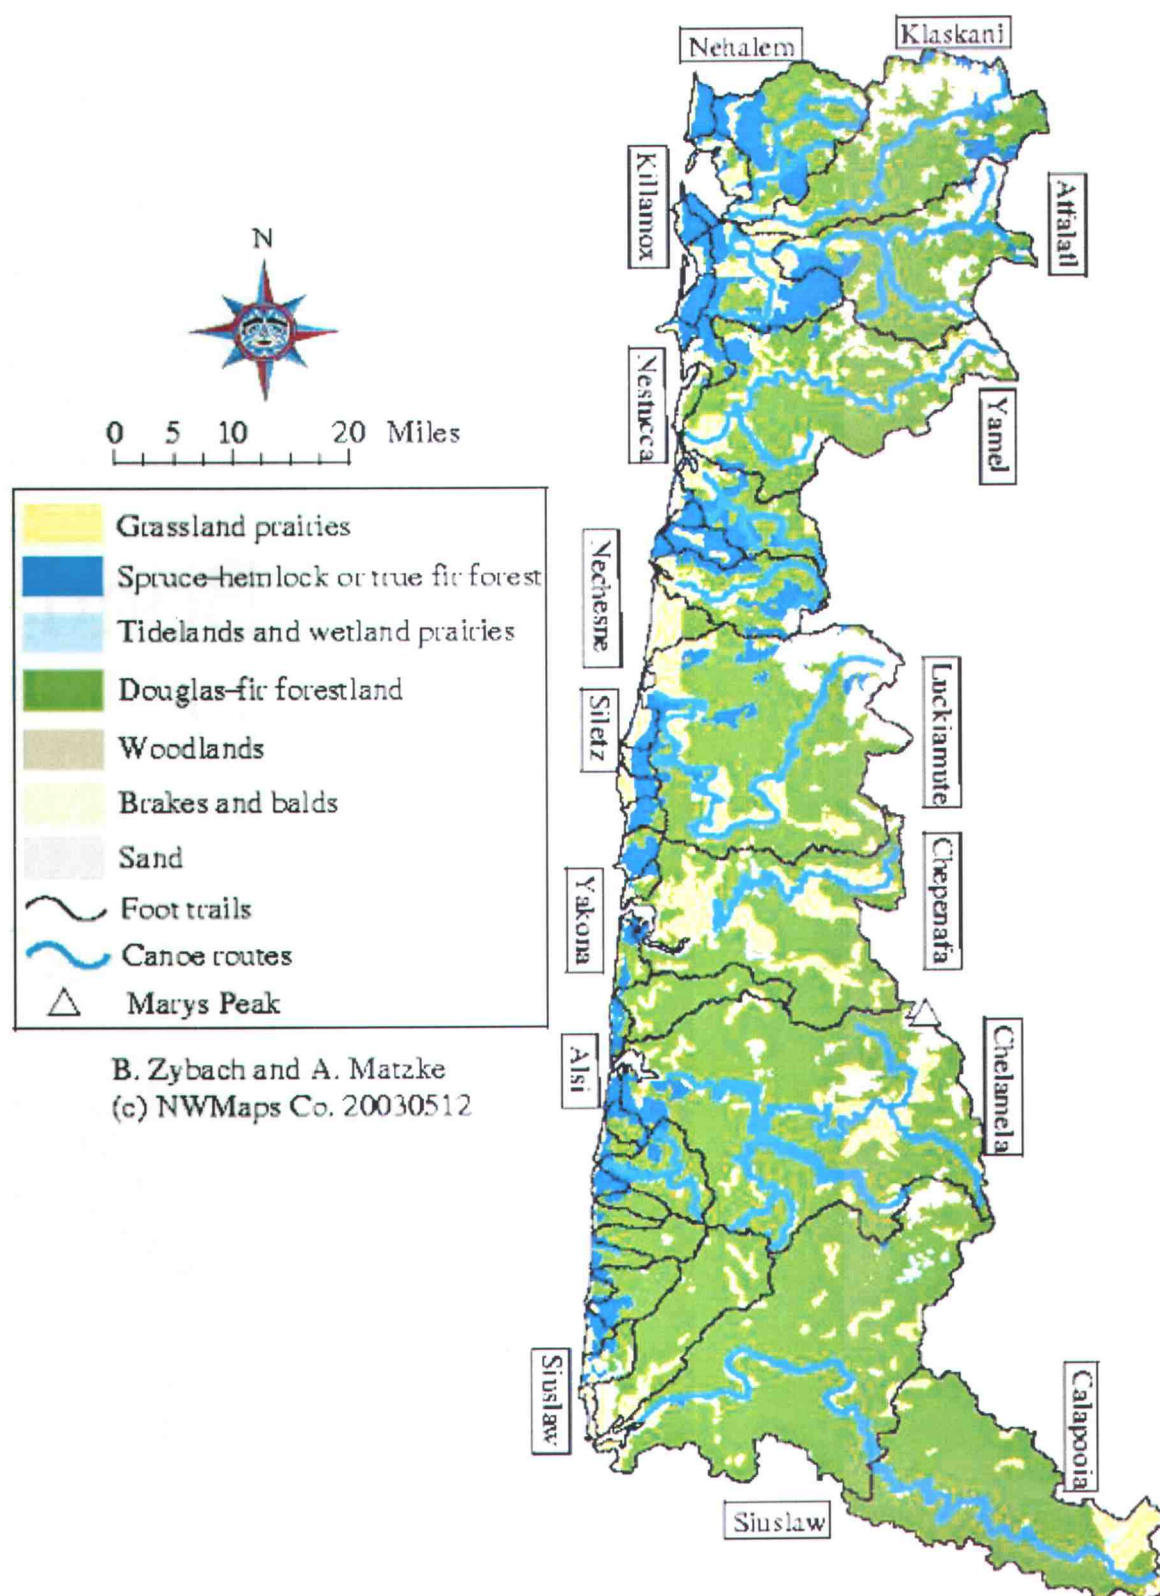 Nehalem
Klaskani
Killamox
Atfalatl
N
0 5 10 20 Miles
Nestucca
Yamel
Grassland prairies
Spruce-hemlock or true fir forest
Tidelands and wetland prairies
Douglas-fir forestland
Woodlands
Brakes and balds
Sand
Foot trails
Canoe routes
Marys Peak
Nechesne
Luckiamute
Siletz
Chepenafa
Yakona
Chelamela
Alsi
B. Zybach and A. Matzke
(c) NWMaps Co. 20030512
Siuslaw
Calapooia
Siuslaw